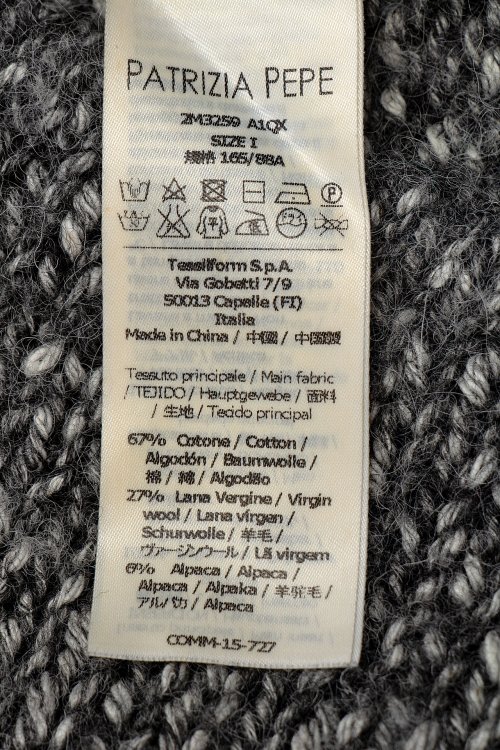 PATRIZIA PEPE
2M3259 A1QX
SIZE I
规格 165/88A
Tessilform S.p.A.
Via Gobetti 7/9
50013 Capalle (FI)
Italia
Made in China / 中国 / 中国製
Tessuto principale / Main fabric
/ TEJIDO / Hauptgewebe / 面料
/ 生地 / Tecido principal
67% Cotone / Cotton /
Algodón / Baumwolle /
棉 / 綿 / Algodão
27% Lana Vergine / Virgin
wool / Lana virgen /
Schurwolle / 羊毛 /
ヴァージンウール / Lã virgem
6% Alpaca / Alpaca /
Alpaca / Alpaka / 羊驼毛 /
アルパカ / Alpaca
COMM-15-727